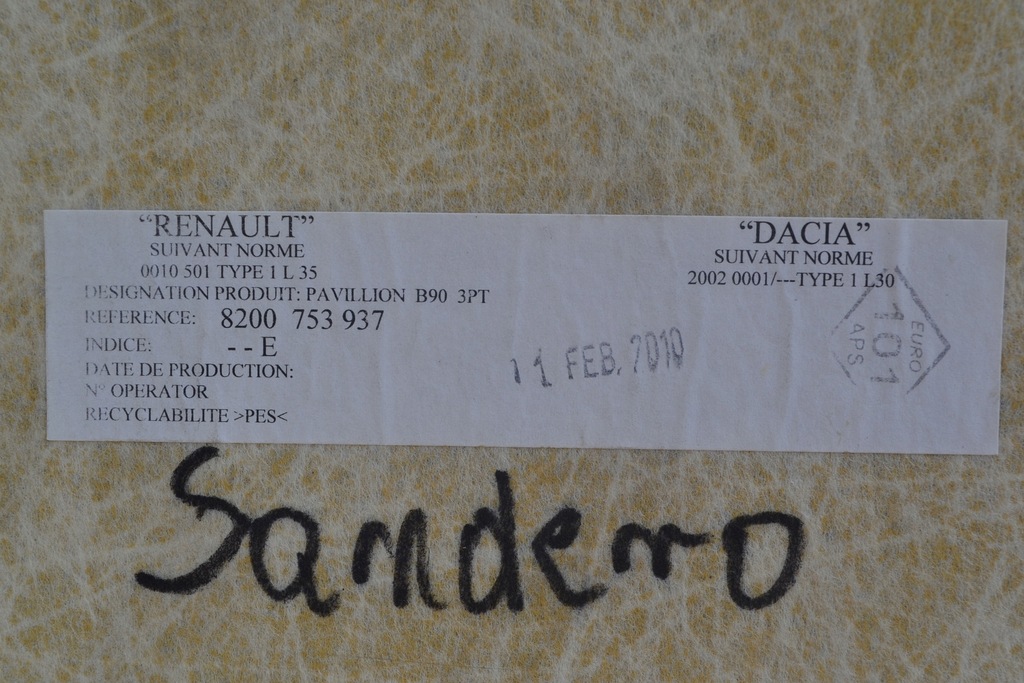 “RENAULT”
SUIVANT NORME
0010 501 TYPE 1 L 35
DESIGNATION PRODUIT: PAVILLION B90 3PT
REFERENCE: 8200 753 937
INDICE: - - E
DATE DE PRODUCTION:
N° OPERATOR
RECYCLABILITE >PES<
“DACIA”
SUIVANT NORME
2002 0001/---TYPE 1 L30
11 FEB. 2010
EURO
101
APS
Sandero